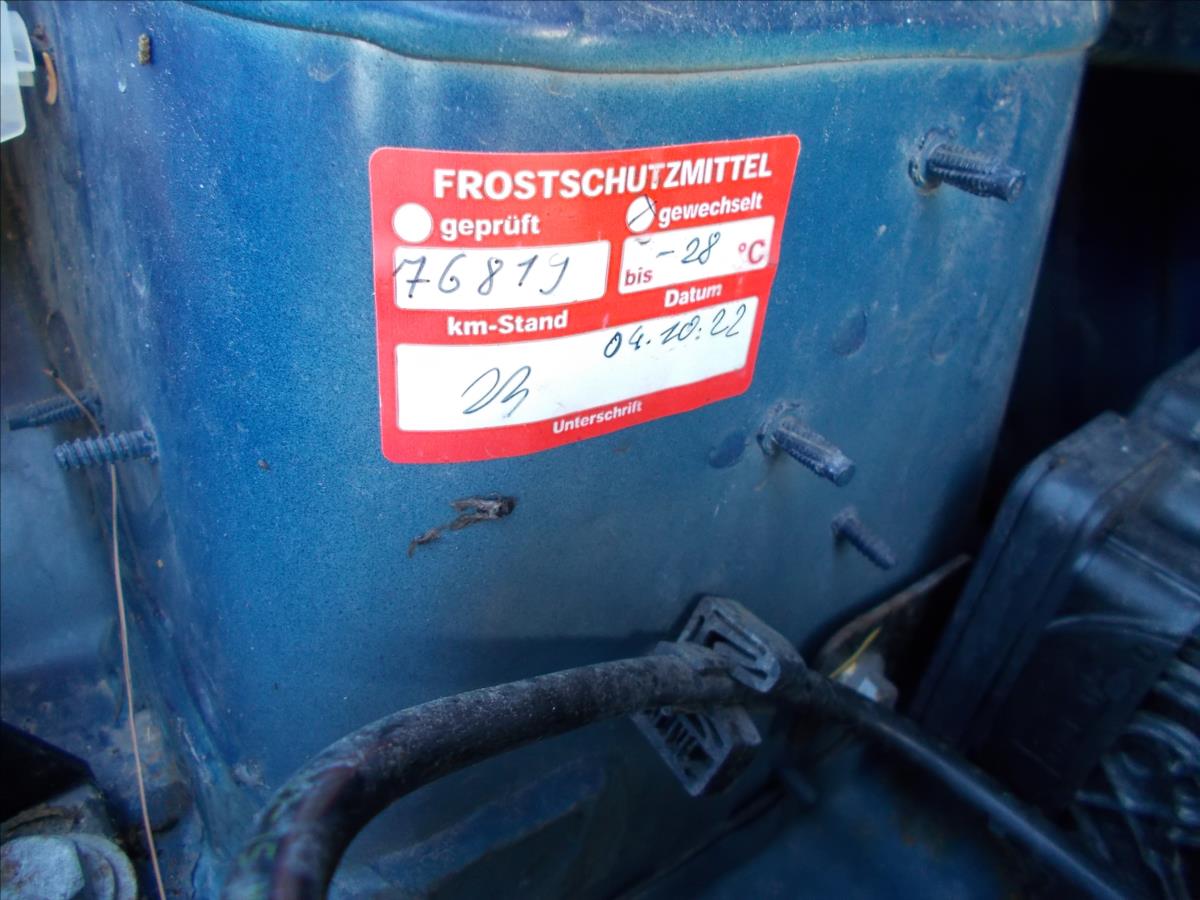 FROSTSCHUTZMITTEL
geprüft gewechselt
76819 bis -28 °C
km-Stand Datum
04.10.22
Unterschrift